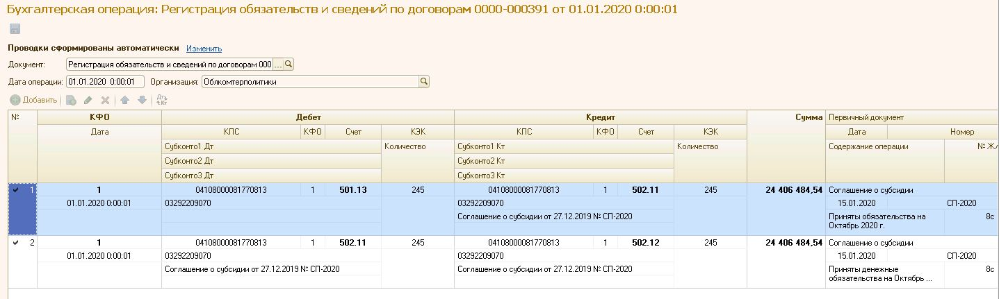 Бухгалтерская операция: Регистрация обязательств и сведений по договорам 0000-000391 от 01.01.2020 0:00:01
Проводки сформированы автоматически Изменить
Документ: Регистрация обязательств и сведений по договорам 000 ...
Дата операции: 01.01.2020 0:00:01 Организация: Облкомтерполитики
Добавить Дт Кт
№ КФО Дебет Кредит Сумма Первичный документ
Дата КПС КФО Счет КЭК КПС КФО Счет КЭК Дата Номер
Субконто1 Дт Количество Субконто1 Кт Количество Содержание операции № Ж/
Субконто2 Дт Субконто2 Кт
Субконто3 Дт Субконто3 Кт
1 1 04108000081770813 1 501.13 245 04108000081770813 1 502.11 245 24 406 484,54 Соглашение о субсидии
01.01.2020 0:00:01 03292209070 03292209070 15.01.2020 СП-2020
Соглашение о субсидии от 27.12.2019 № СП-2020 Приняты обязательства на 8с
Октябрь 2020 г.
2 1 04108000081770813 1 502.11 245 04108000081770813 1 502.12 245 24 406 484,54 Соглашение о субсидии
01.01.2020 0:00:01 03292209070 03292209070 15.01.2020 СП-2020
Соглашение о субсидии от 27.12.2019 № СП-2020 Соглашение о субсидии от 27.12.2019 № СП-2020 Приняты денежные 8с
обязательства на Октябрь ...